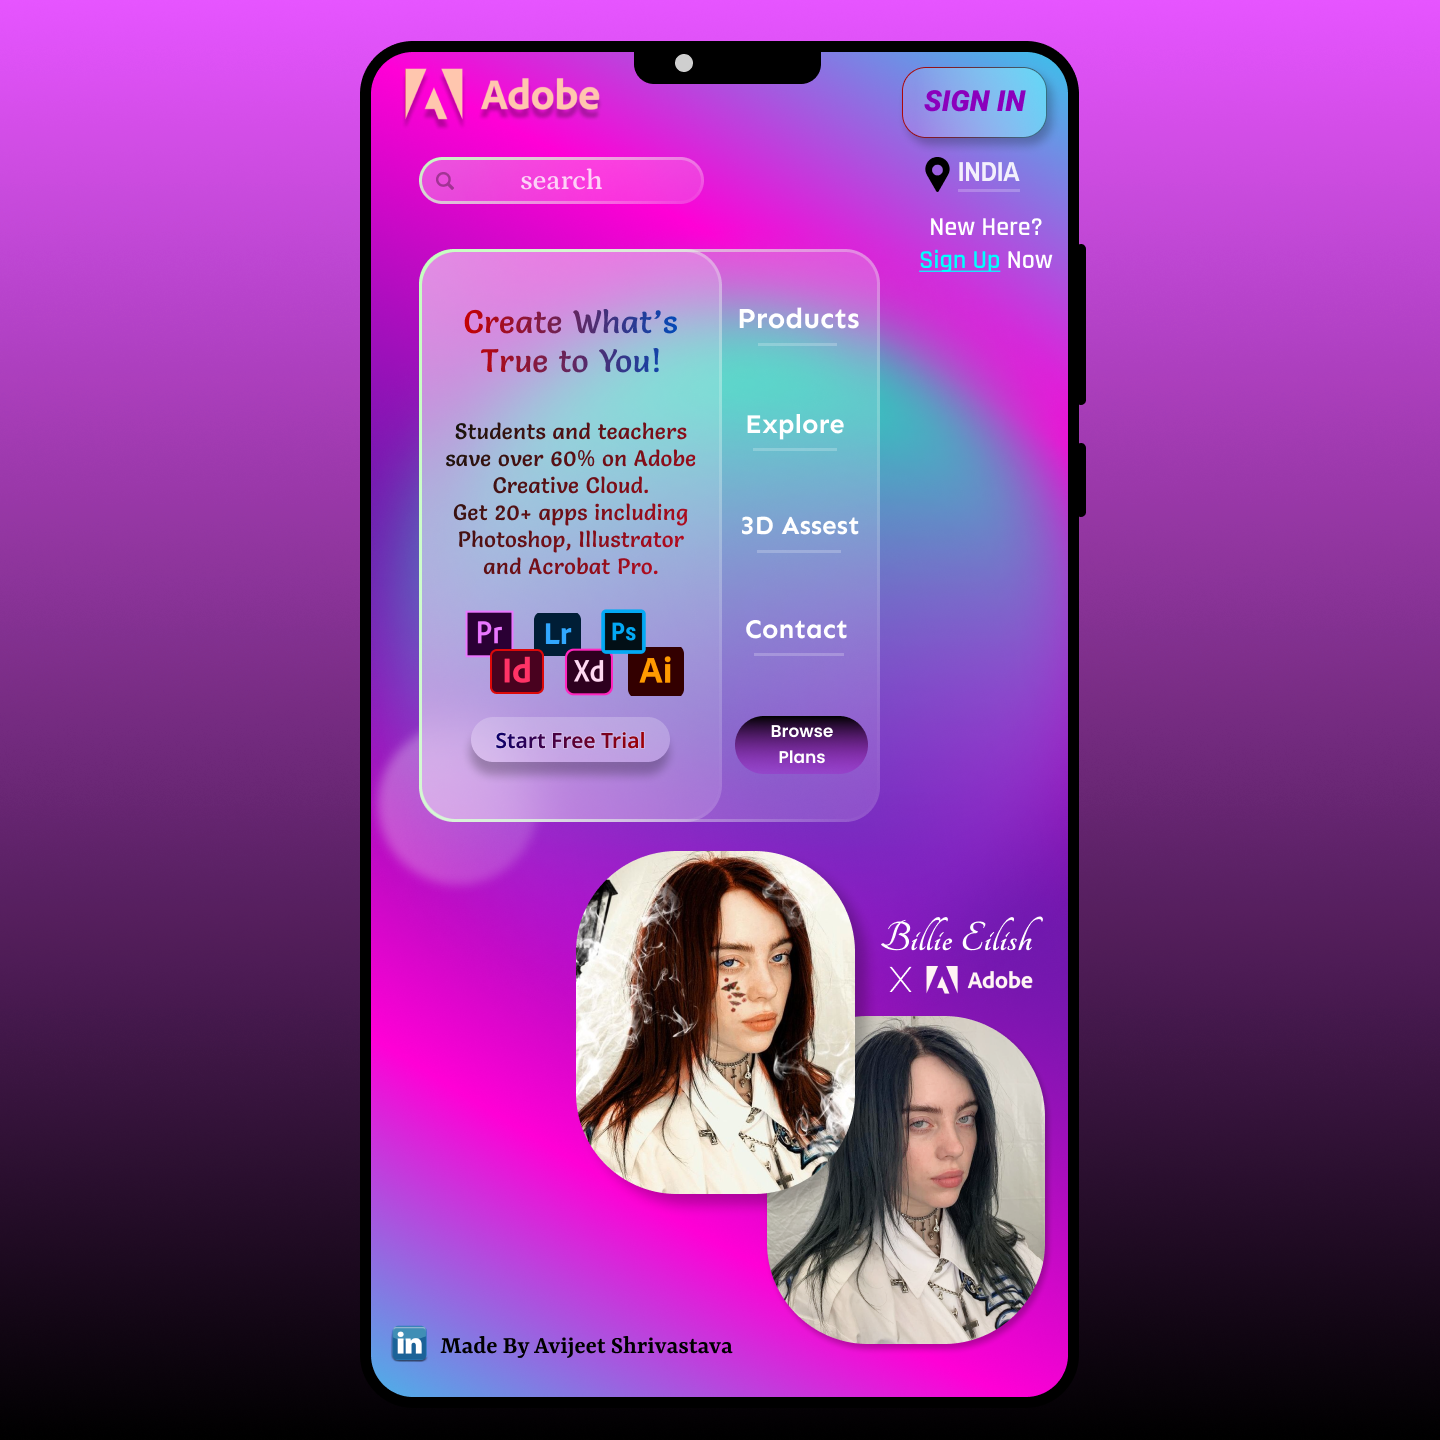 Adobe
SIGN IN
search
INDIA
New Here?
Sign Up Now
Create What's
True to You!
Students and teachers
save over 60% on Adobe
Creative Cloud.
Get 20+ apps including
Photoshop, Illustrator
and Acrobat Pro.
Pr Lr Ps
Id Xd Ai
Start Free Trial
Products
Explore
3D Assest
Contact
Browse
Plans
Billie Eilish
X Adobe
in Made By Avijeet Shrivastava